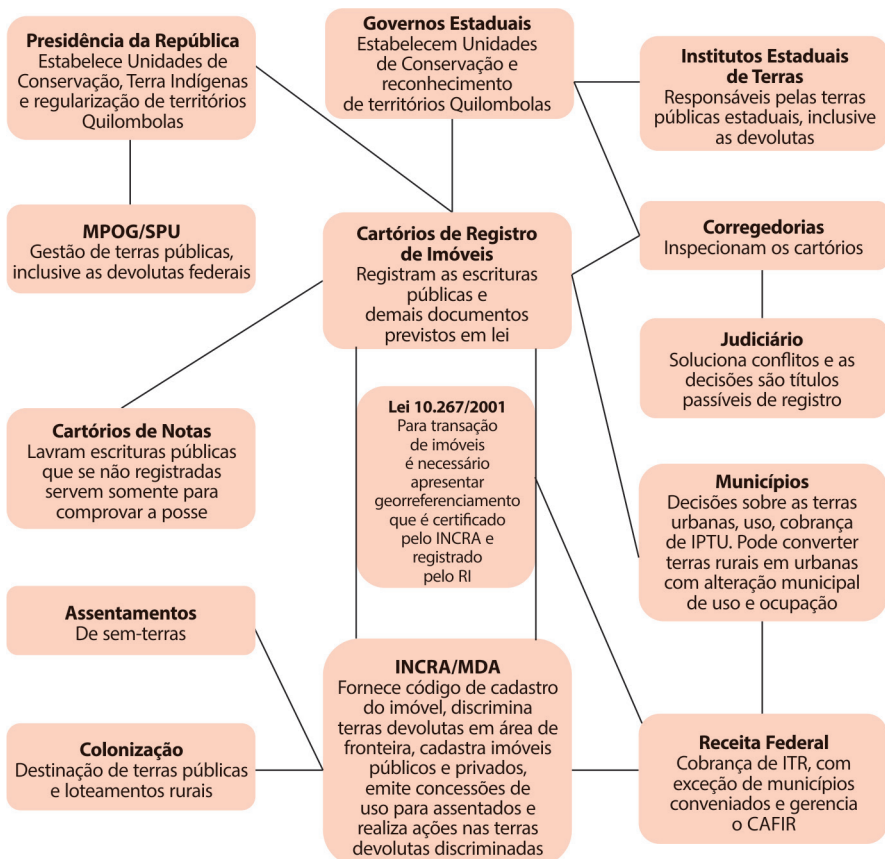 Presidência da República
Estabelece Unidades de
Conservação, Terra Indígenas
e regularização de territórios
Quilombolas
Governos Estaduais
Estabelecem Unidades
de Conservação e
reconhecimento
de territórios Quilombolas
Institutos Estaduais
de Terras
Responsáveis pelas terras
públicas estaduais, inclusive
as devolutas
MPOG/SPU
Gestão de terras públicas,
inclusive as devolutas federais
Cartórios de Registro
de Imóveis
Registram as escrituras
públicas e
demais documentos
previstos em lei
Corregedorias
Inspecionam os cartórios
Judiciário
Soluciona conflitos e as
decisões são títulos
passíveis de registro
Cartórios de Notas
Lavram escrituras públicas
que se não registradas
servem somente para
comprovar a posse
Lei 10.267/2001
Para transação
de imóveis
é necessário
apresentar
georreferenciamento
que é certificado
pelo INCRA e
registrado
pelo RI
Municípios
Decisões sobre as terras
urbanas, uso, cobrança
de IPTU. Pode converter
terras rurais em urbanas
com alteração municipal
de uso e ocupação
Assentamentos
De sem-terras
Colonização
Destinação de terras públicas
e loteamentos rurais
INCRA/MDA
Fornece código de cadastro
do imóvel, discrimina
terras devolutas em área de
fronteira, cadastra imóveis
públicos e privados,
emite concessões de
uso para assentados e
realiza ações nas terras
devolutas discriminadas
Receita Federal
Cobrança de ITR, com
exceção de municípios
conveniados e gerencia
o CAFIR